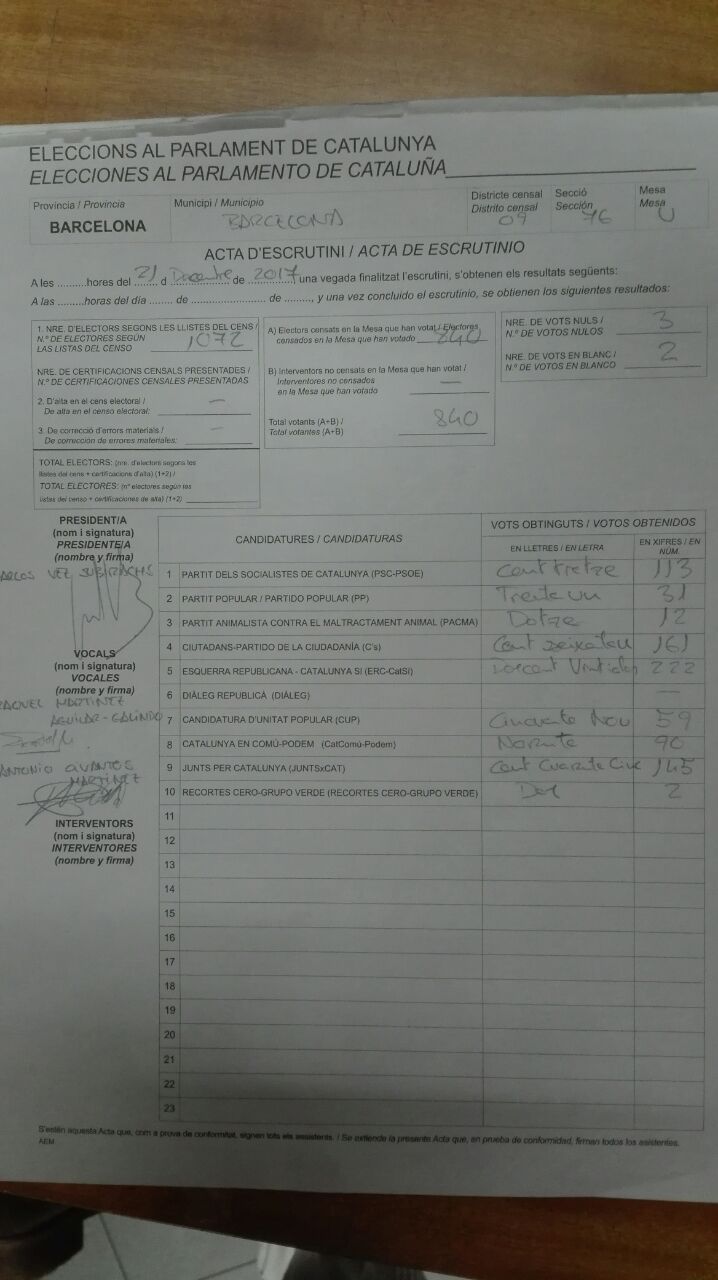 ELECCIONS AL PARLAMENT DE CATALUNYA
ELECCIONES AL PARLAMENTO DE CATALUÑA
Província / Provincia
BARCELONA
Municipi / Municipio
BARCELONA
Districte censal
Distrito censal
09
Secció
Sección
76
Mesa
Mesa
U
ACTA D'ESCRUTINI / ACTA DE ESCRUTINIO
A les .........hores del 21 d Decembre de 2017 una vegada finalitzat l'escrutini, s'obtenen els resultats següents:
A las .........horas del día ...... de ...................... de ........, y una vez concluido el escrutinio, se obtienen los siguientes resultados:
1. NRE. D'ELECTORS SEGONS LES LLISTES DEL CENS /
N.º DE ELECTORES SEGÚN
LAS LISTAS DEL CENSO 1072
NRE. DE CERTIFICACIONS CENSALS PRESENTADES /
N.º DE CERTIFICACIONES CENSALES PRESENTADAS
2. D'alta en el cens electoral / —
De alta en el censo electoral:
3. De correcció d'errors materials / —
De corrección de errores materiales:
TOTAL ELECTORS: (nre. d'electors segons les
llistes del cens + certificacions d'alta) (1+2) /
TOTAL ELECTORES: (nº electores según las
listas del censo + certificaciones de alta) (1+2)
A) Electors censats en la Mesa que han votat / Electores
censados en la Mesa que han votado 840
B) Interventors no censats en la Mesa que han votat /
Interventores no censados
en la Mesa que han votado —
Total votants (A+B) /
Total votantes (A+B) 840
NRE. DE VOTS NULS /
N.º DE VOTOS NULOS 3
NRE. DE VOTS EN BLANC /
N.º DE VOTOS EN BLANCO 2
PRESIDENT/A
(nom i signatura)
PRESIDENTE/A
(nombre y firma)
VOCALS
(nom i signatura)
VOCALES
(nombre y firma)
AQUEL MARTINEZ
AGUILAR-GALINDO
ANTONIO
MARTINEZ
INTERVENTORS
(nom i signatura)
INTERVENTORES
(nombre y firma)
CANDIDATURES / CANDIDATURAS
VOTS OBTINGUTS / VOTOS OBTENIDOS
EN LLETRES / EN LETRA
EN XIFRES / EN NÚM.
1 PARTIT DELS SOCIALISTES DE CATALUNYA (PSC-PSOE) Cent tretze 113
2 PARTIT POPULAR / PARTIDO POPULAR (PP) Trenta un 31
3 PARTIT ANIMALISTA CONTRA EL MALTRACTAMENT ANIMAL (PACMA) Dotze 12
4 CIUTADANS-PARTIDO DE LA CIUDADANÍA (C's) Cent 161
5 ESQUERRA REPUBLICANA - CATALUNYA SÍ (ERC-CatSí) 222
6 DIÀLEG REPUBLICÀ (DIÀLEG) —
7 CANDIDATURA D'UNITAT POPULAR (CUP) Cinquanta Nou 59
8 CATALUNYA EN COMÚ-PODEM (CatComú-Podem) Noranta 90
9 JUNTS PER CATALUNYA (JUNTSxCAT) Cent Cuaranta Cinc 145
10 RECORTES CERO-GRUPO VERDE (RECORTES CERO-GRUPO VERDE) Dos 2
11
12
13
14
15
16
17
18
19
20
21
22
23
S'estén aquesta Acta que, com a prova de conformitat, signen tots els assistents. / Se extiende la presente Acta que, en prueba de conformidad, firman todos los asistentes.
AEM